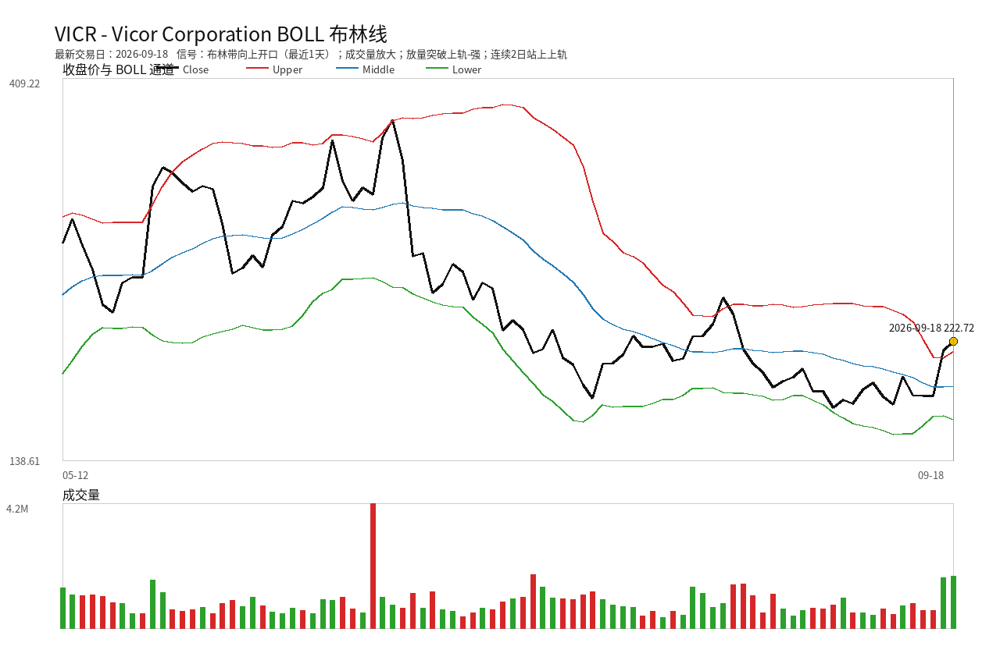 VICR - Vicor Corporation BOLL 布林线
最新交易日：2026-09-18 信号：布林带向上开口（最近1天）；成交量放大；放量突破上轨-强；连续2日站上上轨
收盘价与 BOLL 通道 Close Upper Middle Lower
409.22
2026-09-18 222.72
138.61
05-12 09-18
成交量
4.2M